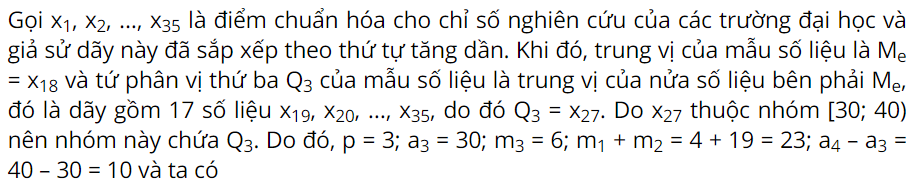 Gọi x₁, x₂, ..., x₃₅ là điểm chuẩn hóa cho chỉ số nghiên cứu của các trường đại học và
giả sử dãy này đã sắp xếp theo thứ tự tăng dần. Khi đó, trung vị của mẫu số liệu là Mₑ
= x₁₈ và tứ phân vị thứ ba Q₃ của mẫu số liệu là trung vị của nửa số liệu bên phải Mₑ,
đó là dãy gồm 17 số liệu x₁₉, x₂₀, ..., x₃₅, do đó Q₃ = x₂₇. Do x₂₇ thuộc nhóm [30; 40)
nên nhóm này chứa Q₃. Do đó, p = 3; a₃ = 30; m₃ = 6; m₁ + m₂ = 4 + 19 = 23; a₄ – a₃ =
40 – 30 = 10 và ta có